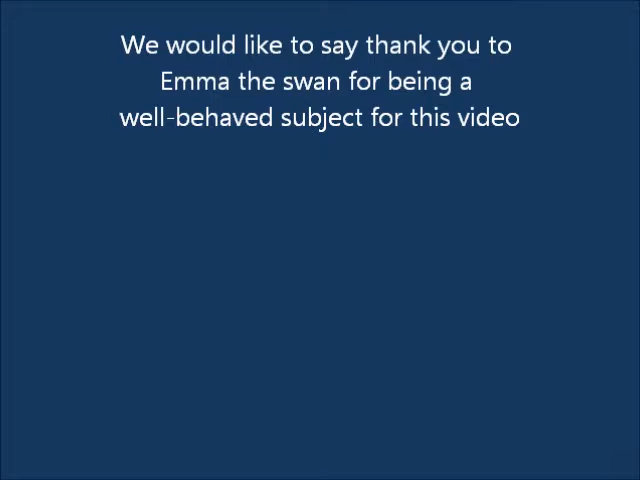 We would like to say thank you to
Emma the swan for being a
well-behaved subject for this video